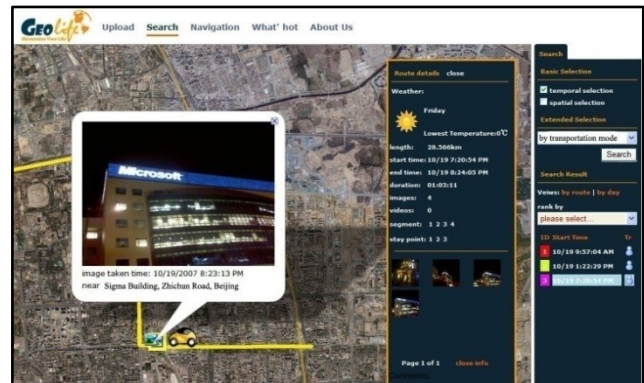 GEOlife
Upload Search Navigation What' hot About Us
Microsoft
image taken time: 10/19/2007 8:23:13 PM
near Sigma Building, Zhichun Road, Beijing
Route details close
Weather:
Friday
Lowest Temperature:0℃
length: 28.566km
start time: 10/19 7:20:54 PM
end time: 10/19 8:24:05 PM
duration: 01:03:11
images: 4
videos: 0
segment: 1 2 3 4
stay point: 1 2 3
Page 1 of 1 close info
Search
Basic Selection
temporal selection
spatial selection
Extended Selection
by transportation mode
Search
Search Result
Veiws: by route | by day
rank by
please select...
ID Start Time Tr
1 10/19 9:57:04 AM
2 10/19 1:22:29 PM
3 10/19 7:20:54 PM